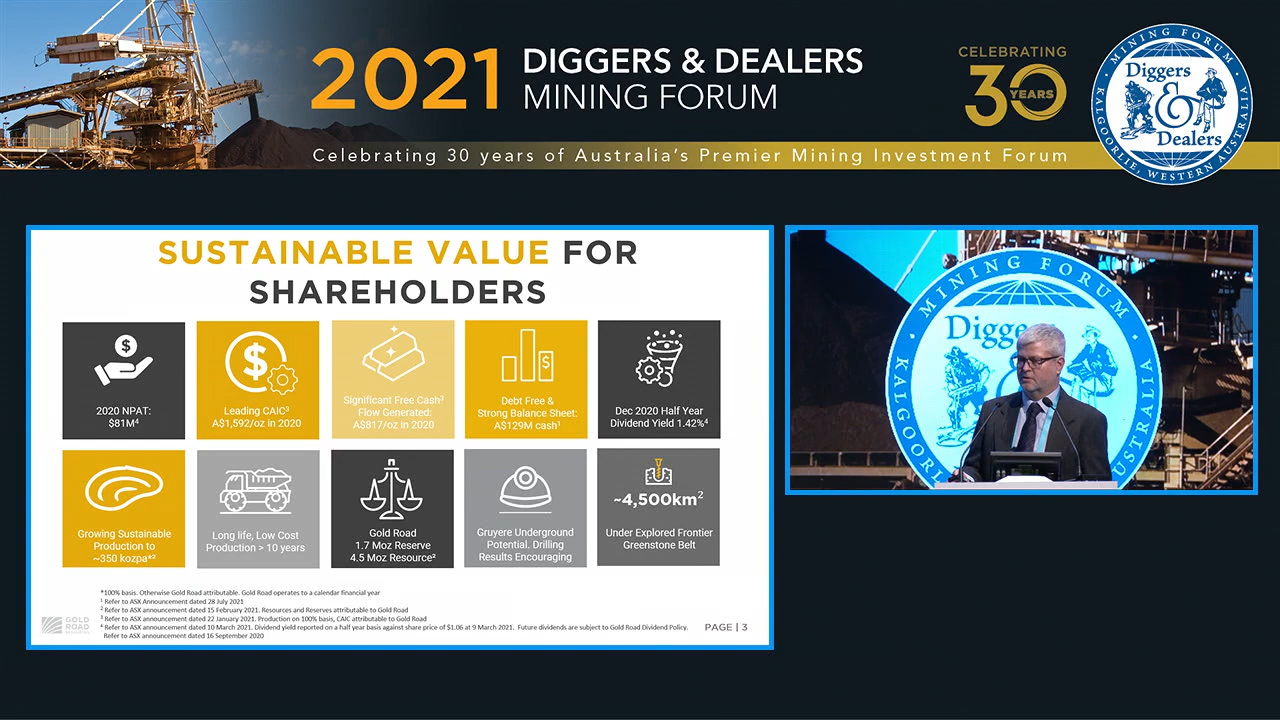 2021 DIGGERS & DEALERS
MINING FORUM
CELEBRATING
30 YEARS
Celebrating 30 years of Australia's Premier Mining Investment Forum
MINING FORUM
Diggers
&
Dealers
KALGOORLIE, WESTERN AUSTRALIA
SUSTAINABLE VALUE FOR
SHAREHOLDERS
2020 NPAT:
$81M⁴
Leading CAIC³
A$1,592/oz in 2020
Significant Free Cash³
Flow Generated:
A$817/oz in 2020
Debt Free &
Strong Balance Sheet:
A$129M cash¹
Dec 2020 Half Year
Dividend Yield 1.42%⁴
Growing Sustainable
Production to
~350 kozpa*²
Long life, Low Cost
Production > 10 years
Gold Road
1.7 Moz Reserve
4.5 Moz Resource²
Gruyere Underground
Potential. Drilling
Results Encouraging
~4,500km²
Under Explored Frontier
Greenstone Belt
*100% basis. Otherwise Gold Road attributable. Gold Road operates to a calendar financial year
¹ Refer to ASX Announcement dated 28 July 2021
² Refer to ASX announcement dated 15 February 2021. Resources and Reserves attributable to Gold Road
³ Refer to ASX announcement dated 22 January 2021. Production on 100% basis, CAIC attributable to Gold Road
⁴ Refer to ASX announcement dated 10 March 2021. Dividend yield reported on a half year basis against share price of $1.06 at 9 March 2021. Future dividends are subject to Gold Road Dividend Policy.
Refer to ASX announcement dated 16 September 2020
GOLD
ROAD
PAGE | 3
MINING FORUM
Digge
KALGOORL
USTRALIA